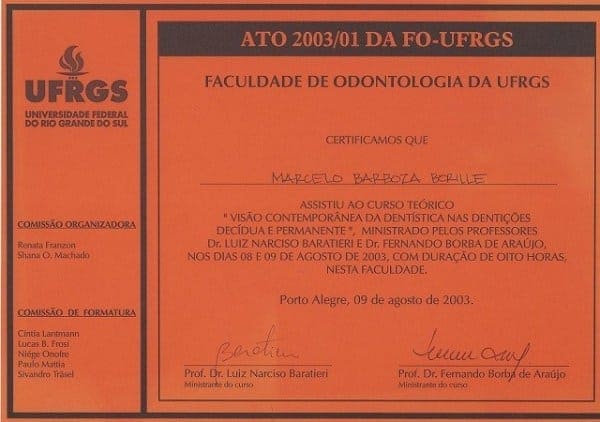 UFRGS
UNIVERSIDADE FEDERAL
DO RIO GRANDE DO SUL
COMISSÃO ORGANIZADORA
Renata Franzon
Shana O. Machado
COMISSÃO DE FORMATURA
Cíntia Lantmann
Lucas B. Frosi
Niége Onofre
Paulo Mattia
Sivandro Träsel
ATO 2003/01 DA FO-UFRGS
FACULDADE DE ODONTOLOGIA DA UFRGS
CERTIFICAMOS QUE
MARCELO BARBOZA BORILLE
ASSISTIU AO CURSO TEÓRICO
" VISÃO CONTEMPORÂNEA DA DENTÍSTICA NAS DENTIÇÕES
DECÍDUA E PERMANENTE ", MINISTRADO PELOS PROFESSORES
Dr. LUIZ NARCISO BARATIERI E Dr. FERNANDO BORBA DE ARAÚJO,
NOS DIAS 08 E 09 DE AGOSTO DE 2003, COM DURAÇÃO DE OITO HORAS,
NESTA FACULDADE.
Porto Alegre, 09 de agosto de 2003.
Baratieri
Prof. Dr. Luiz Narciso Baratieri
Ministrante do curso
Prof. Dr. Fernando Borba de Araújo
Ministrante do curso